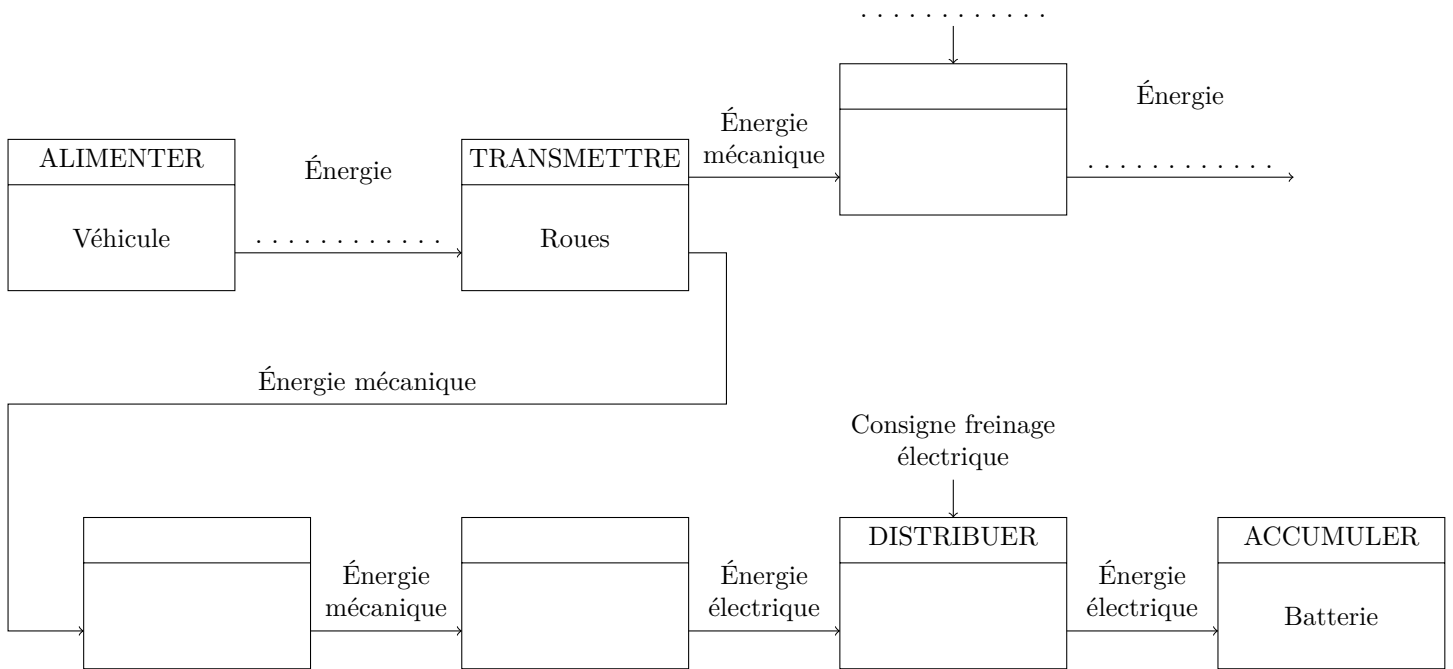 . . . . . . . . . . . .
Énergie
Énergie
mécanique
ALIMENTER
Énergie
TRANSMETTRE
. . . . . . . . . . . .
Véhicule
. . . . . . . . . . . .
Roues
Énergie mécanique
Consigne freinage
électrique
DISTRIBUER
ACCUMULER
Énergie
mécanique
Énergie
électrique
Énergie
électrique
Batterie